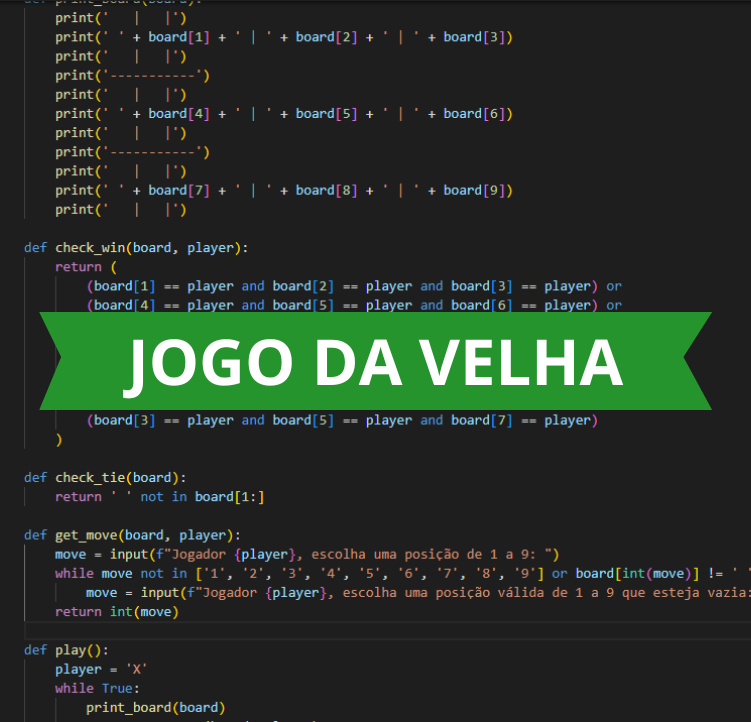 def print_board(board):
    print('   |   |')
    print(' ' + board[1] + ' | ' + board[2] + ' | ' + board[3])
    print('   |   |')
    print('-----------')
    print('   |   |')
    print(' ' + board[4] + ' | ' + board[5] + ' | ' + board[6])
    print('   |   |')
    print('-----------')
    print('   |   |')
    print(' ' + board[7] + ' | ' + board[8] + ' | ' + board[9])
    print('   |   |')
def check_win(board, player):
    return (
        (board[1] == player and board[2] == player and board[3] == player) or
        (board[4] == player and board[5] == player and board[6] == player) or
JOGO DA VELHA
        (board[3] == player and board[5] == player and board[7] == player)
    )
def check_tie(board):
    return ' ' not in board[1:]
def get_move(board, player):
    move = input(f"Jogador {player}, escolha uma posição de 1 a 9: ")
    while move not in ['1', '2', '3', '4', '5', '6', '7', '8', '9'] or board[int(move)] != ' '
        move = input(f"Jogador {player}, escolha uma posição válida de 1 a 9 que esteja vazia:
    return int(move)
def play():
    player = 'X'
    while True:
        print_board(board)